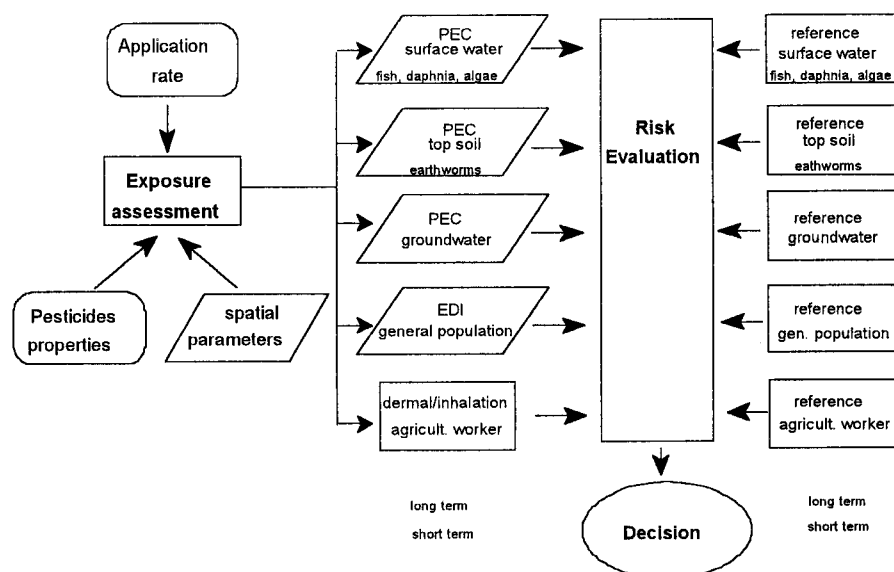 Application
rate
Exposure
assessment
Pesticides
properties
spatial
parameters
PEC
surface water
fish, daphnia, algae
PEC
top soil
earthworms
PEC
groundwater
EDI
general population
dermal/inhalation
agricult. worker
long term
short term
Risk
Evaluation
Decision
reference
surface water
fish, daphnia, algae
reference
top soil
eathworms
reference
groundwater
reference
gen. population
reference
agricult. worker
long term
short term